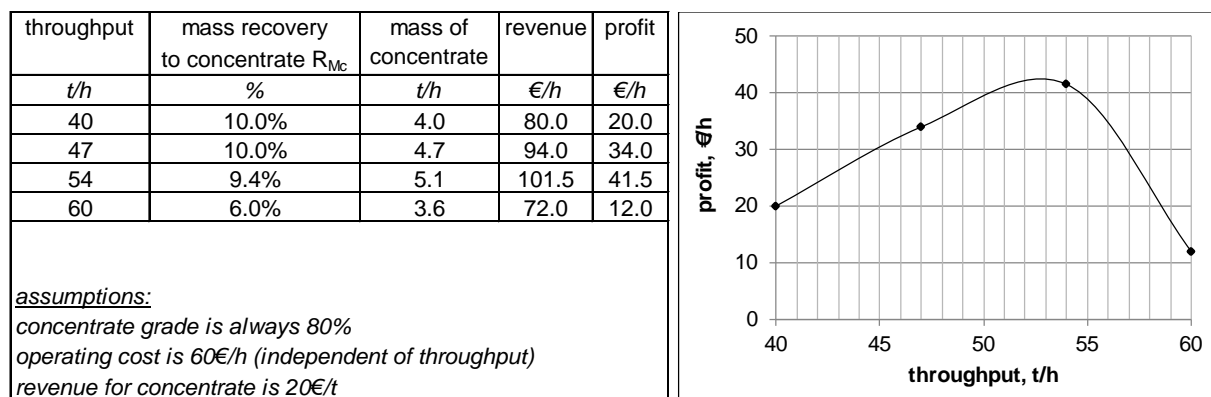 throughput mass recovery to concentrate RMc mass of concentrate revenue profit
t/h % t/h €/h €/h
40 10.0% 4.0 80.0 20.0
47 10.0% 4.7 94.0 34.0
54 9.4% 5.1 101.5 41.5
60 6.0% 3.6 72.0 12.0
assumptions:
concentrate grade is always 80%
operating cost is 60€/h (independent of throughput)
revenue for concentrate is 20€/t
profit, €/h
50
40
30
20
10
0
40 45 50 55 60
throughput, t/h